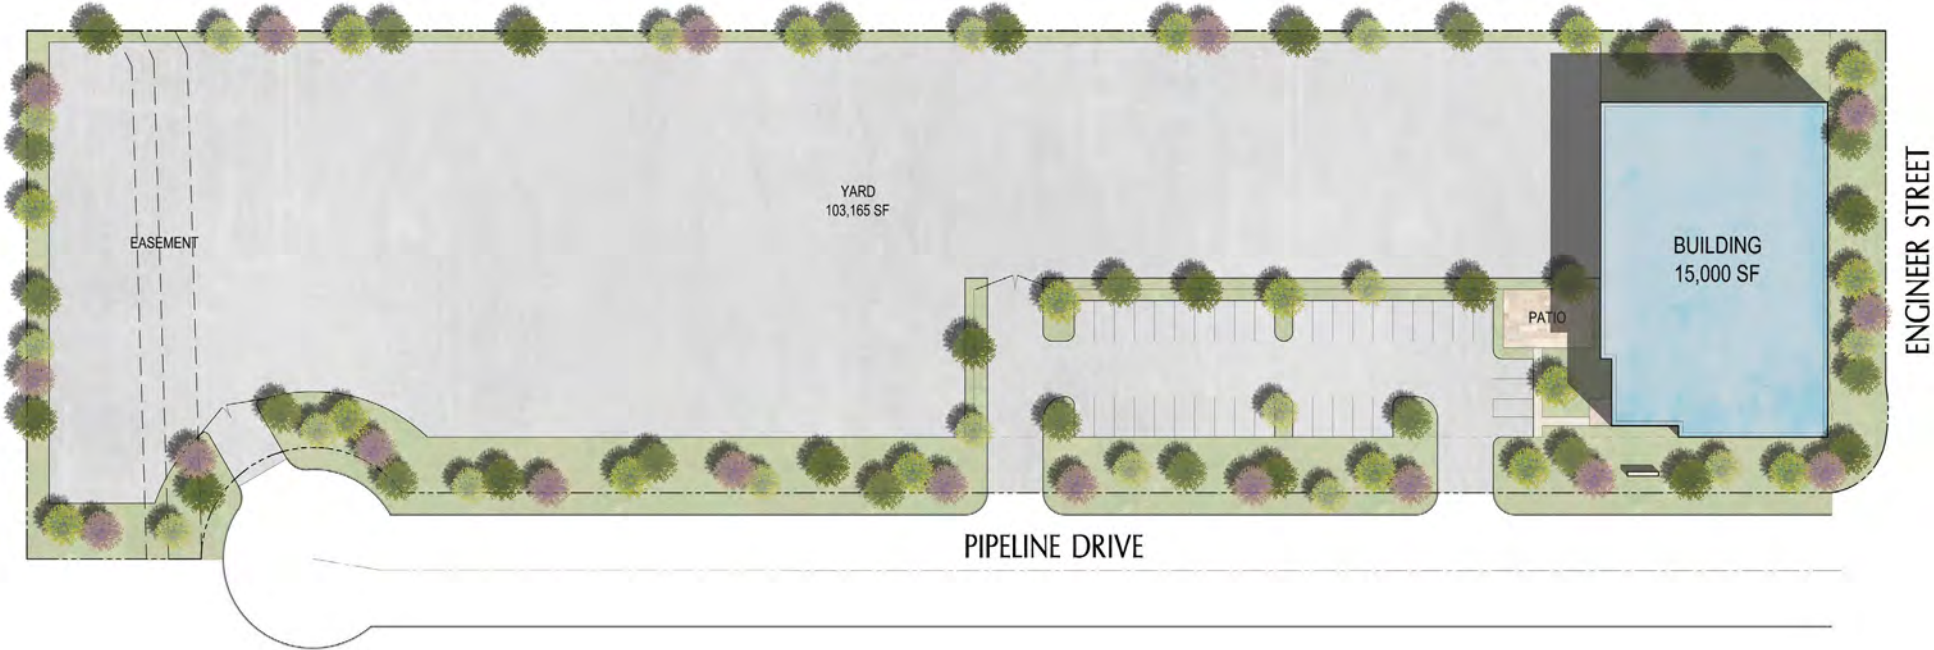 YARD
103,165 SF
EASEMENT
BUILDING
15,000 SF
PATIO
ENGINEER STREET
PIPELINE DRIVE